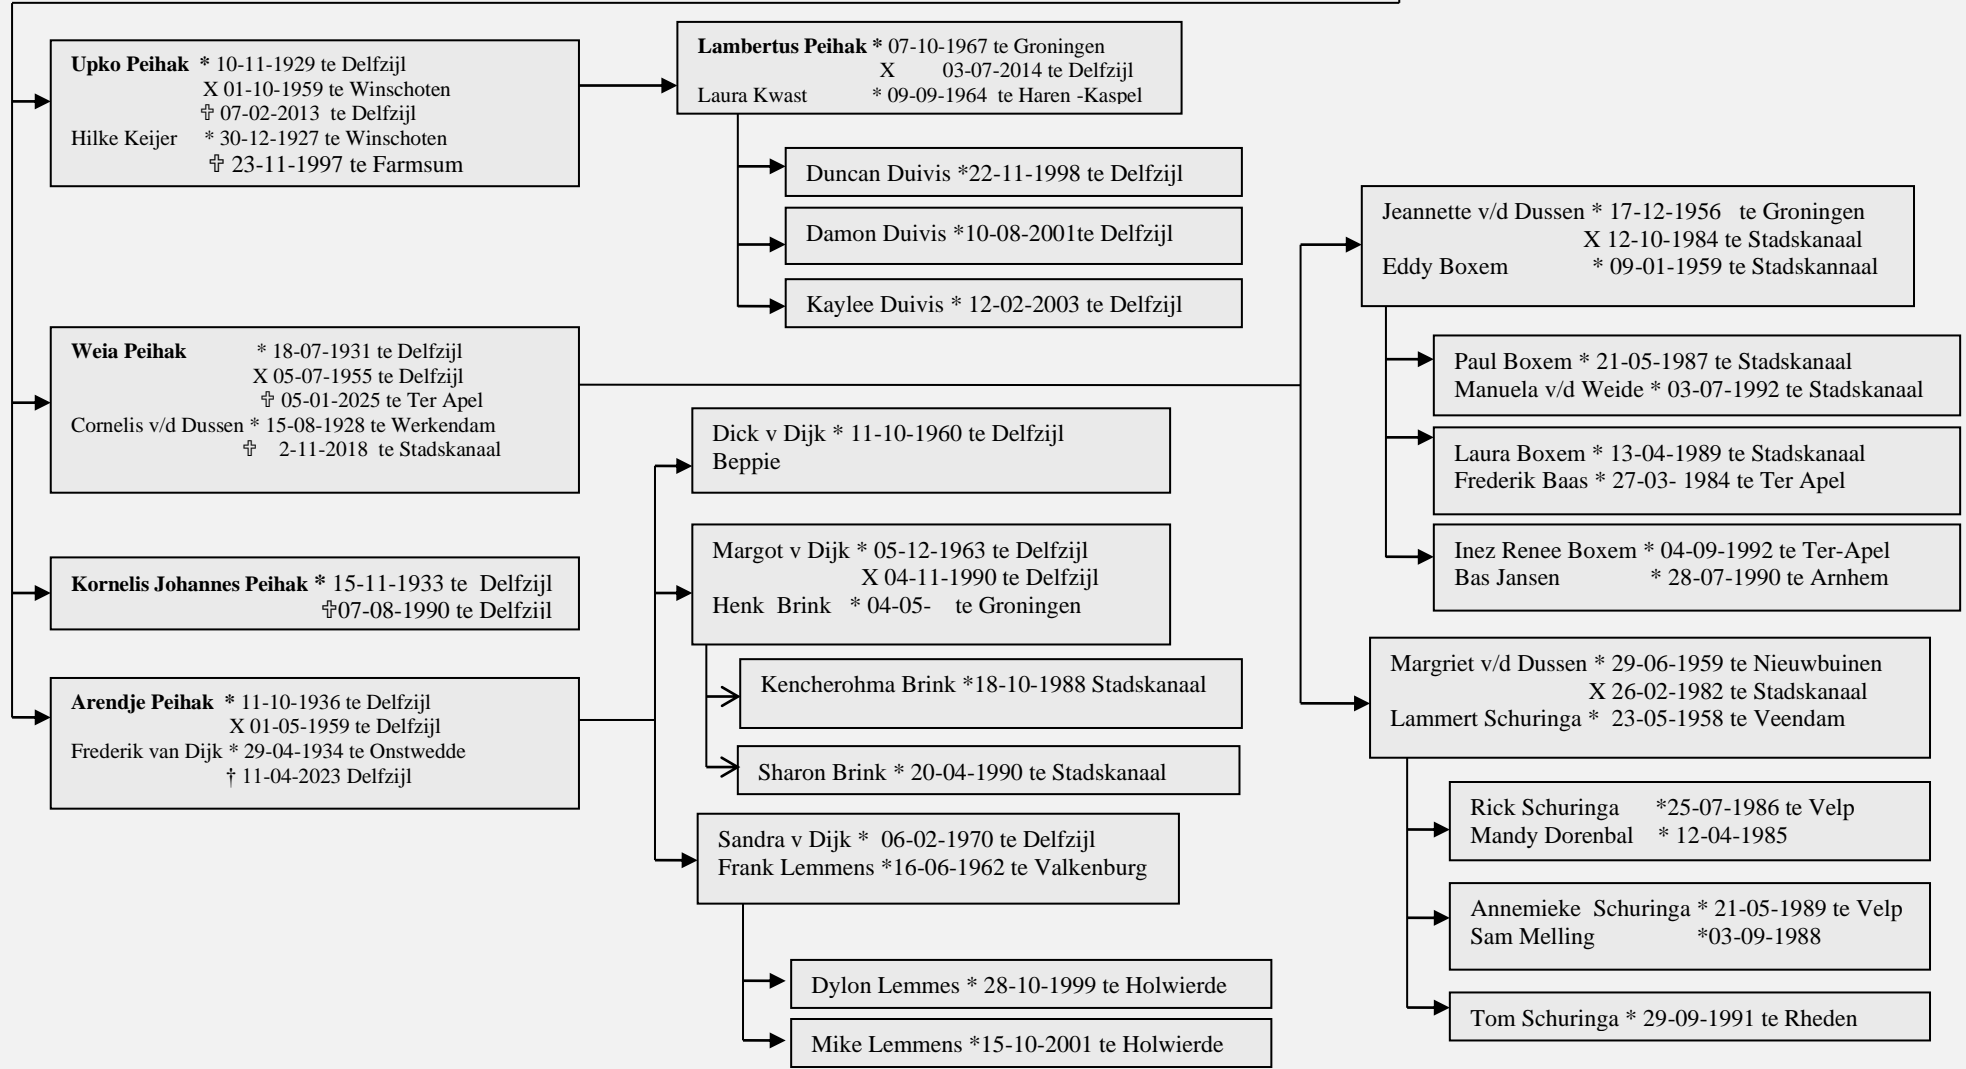 Upko Peihak * 10-11-1929 te Delfzijl
X 01-10-1959 te Winschoten
✞ 07-02-2013 te Delfzijl
Hilke Keijer * 30-12-1927 te Winschoten
✞ 23-11-1997 te Farmsum
Lambertus Peihak * 07-10-1967 te Groningen
X 03-07-2014 te Delfzijl
Laura Kwast * 09-09-1964 te Haren -Kaspel
Duncan Duivis *22-11-1998 te Delfzijl
Damon Duivis *10-08-2001te Delfzijl
Kaylee Duivis * 12-02-2003 te Delfzijl
Weia Peihak * 18-07-1931 te Delfzijl
X 05-07-1955 te Delfzijl
✞ 05-01-2025 te Ter Apel
Cornelis v/d Dussen * 15-08-1928 te Werkendam
✞ 2-11-2018 te Stadskanaal
Jeannette v/d Dussen * 17-12-1956 te Groningen
X 12-10-1984 te Stadskanaal
Eddy Boxem * 09-01-1959 te Stadskannaal
Paul Boxem * 21-05-1987 te Stadskanaal
Manuela v/d Weide * 03-07-1992 te Stadskanaal
Laura Boxem * 13-04-1989 te Stadskanaal
Frederik Baas * 27-03- 1984 te Ter Apel
Inez Renee Boxem * 04-09-1992 te Ter-Apel
Bas Jansen * 28-07-1990 te Arnhem
Margriet v/d Dussen * 29-06-1959 te Nieuwbuinen
X 26-02-1982 te Stadskanaal
Lammert Schuringa * 23-05-1958 te Veendam
Rick Schuringa *25-07-1986 te Velp
Mandy Dorenbal * 12-04-1985
Annemieke Schuringa * 21-05-1989 te Velp
Sam Melling *03-09-1988
Tom Schuringa * 29-09-1991 te Rheden
Kornelis Johannes Peihak * 15-11-1933 te Delfzijl
✞07-08-1990 te Delfzijl
Arendje Peihak * 11-10-1936 te Delfzijl
X 01-05-1959 te Delfzijl
Frederik van Dijk * 29-04-1934 te Onstwedde
† 11-04-2023 Delfzijl
Dick v Dijk * 11-10-1960 te Delfzijl
Beppie
Margot v Dijk * 05-12-1963 te Delfzijl
X 04-11-1990 te Delfzijl
Henk Brink * 04-05- te Groningen
Kencherohma Brink *18-10-1988 Stadskanaal
Sharon Brink * 20-04-1990 te Stadskanaal
Sandra v Dijk * 06-02-1970 te Delfzijl
Frank Lemmens *16-06-1962 te Valkenburg
Dylon Lemmes * 28-10-1999 te Holwierde
Mike Lemmens *15-10-2001 te Holwierde